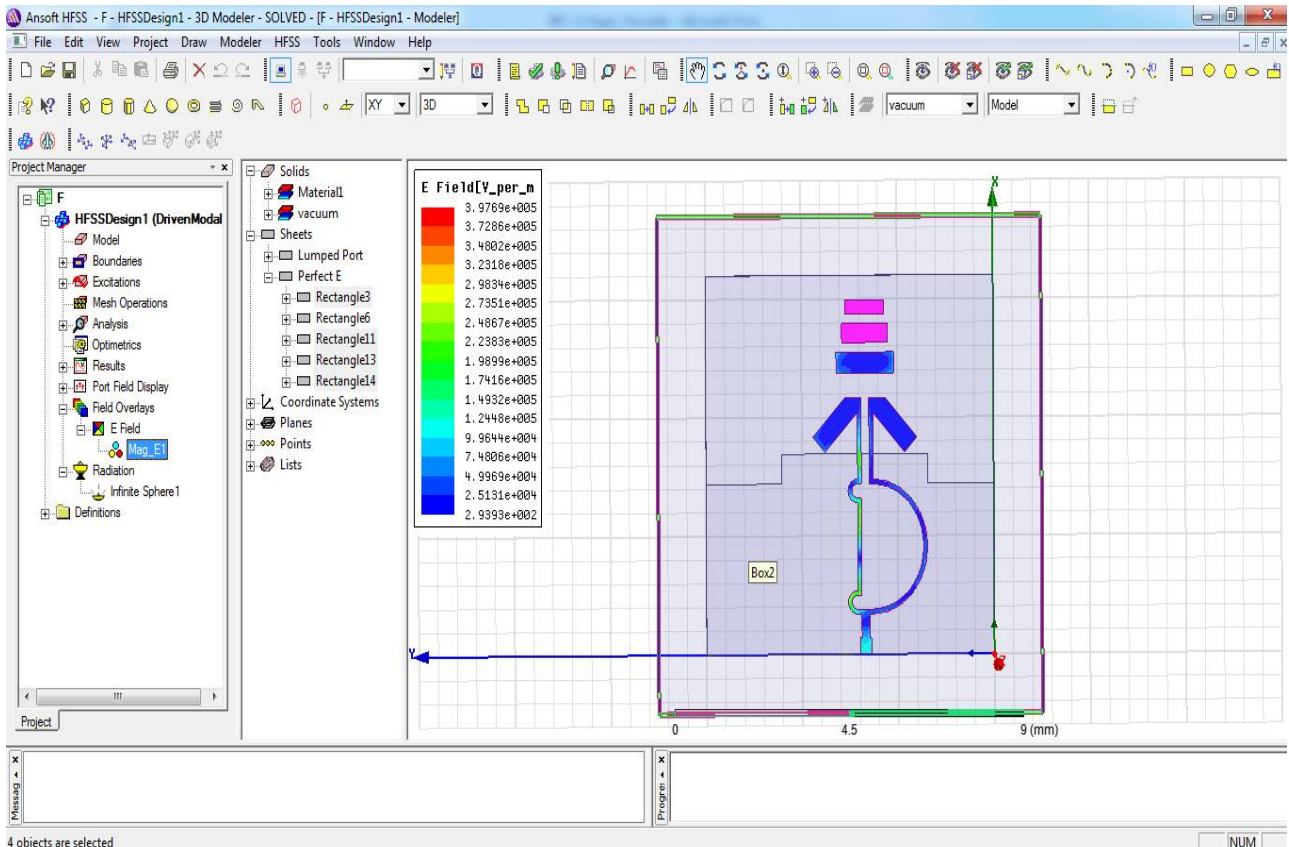 Ansoft HFSS - F - HFSSDesign1 - 3D Modeler - SOLVED - [F - HFSSDesign1 - Modeler]
File Edit View Project Draw Modeler HFSS Tools Window Help
XY 3D vacuum Model
Project Manager
F
HFSSDesign1 (DrivenModal
Model
Boundaries
Excitations
Mesh Operations
Analysis
Optimetrics
Results
Port Field Display
Field Overlays
E Field
Mag_E1
Radiation
Infinite Sphere1
Definitions
Project
Solids
Material1
vacuum
Sheets
Lumped Port
Perfect E
Rectangle3
Rectangle6
Rectangle11
Rectangle13
Rectangle14
Coordinate Systems
Planes
Points
Lists
E Field[V_per_m
3.9769e+005
3.7286e+005
3.4802e+005
3.2318e+005
2.9834e+005
2.7351e+005
2.4867e+005
2.2383e+005
1.9899e+005
1.7416e+005
1.4932e+005
1.2448e+005
9.9644e+004
7.4806e+004
4.9969e+004
2.5131e+004
2.9393e+002
X
Box2
Y
0 4.5 9 (mm)
Messag
Progre
4 objects are selected
NUM